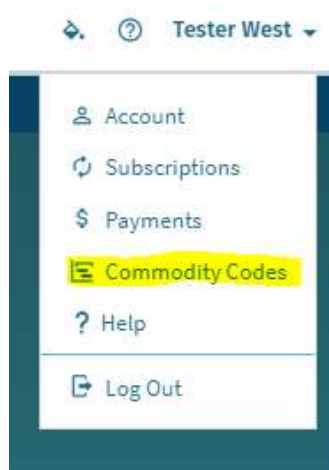 Tester West
Account
Subscriptions
$ Payments
Commodity Codes
? Help
Log Out